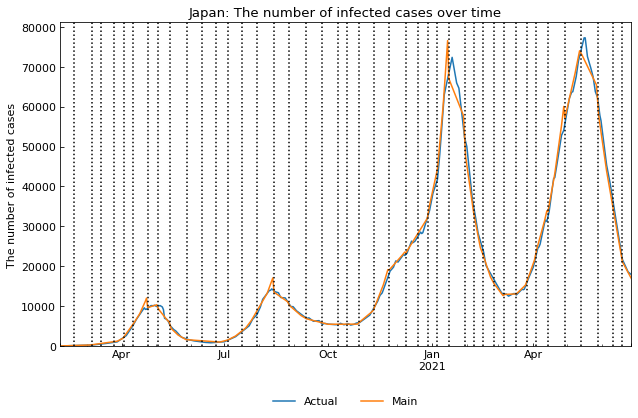 Japan: The number of infected cases over time
The number of infected cases
80000
70000
60000
50000
40000
30000
20000
10000
0
Apr Jul Oct Jan Apr
2021
Actual Main